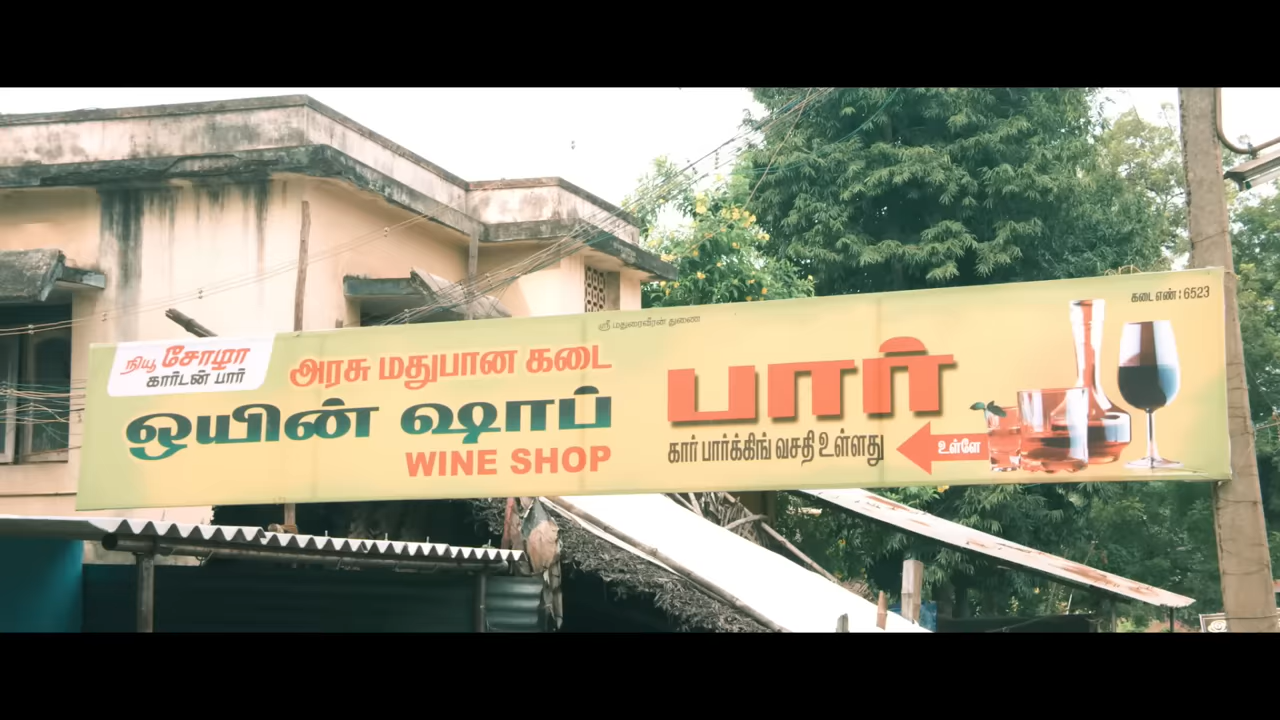 ஸ்ரீ மதுரைவீரன் துணை
கடை எண் : 6523
நியூ சோழா
கார்டன் பார்
அரசு மதுபான கடை
ஒயின் ஷாப்
WINE SHOP
பார்
கார் பார்க்கிங் வசதி உள்ளது
உள்ளே